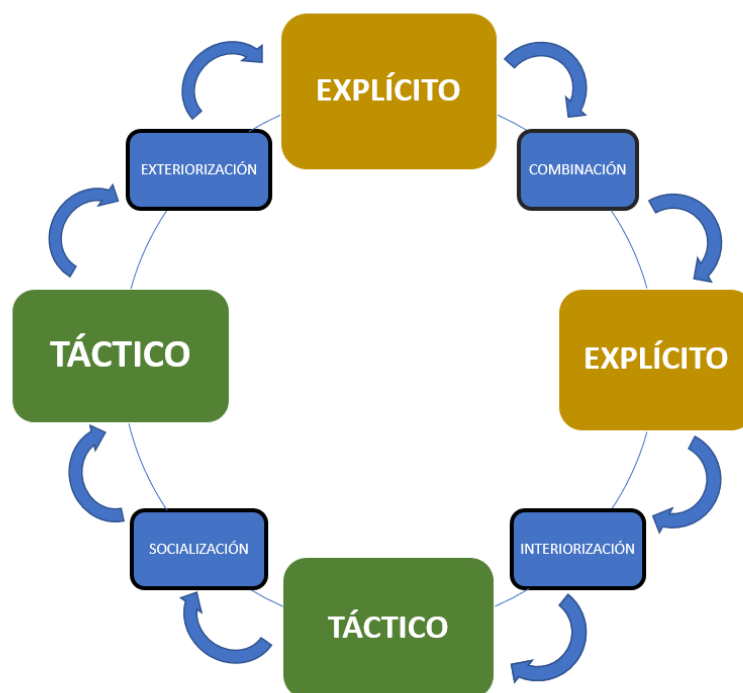 EXPLÍCITO
EXTERIORIZACIÓN
COMBINACIÓN
TÁCTICO
EXPLÍCITO
SOCIALIZACIÓN
INTERIORIZACIÓN
TÁCTICO